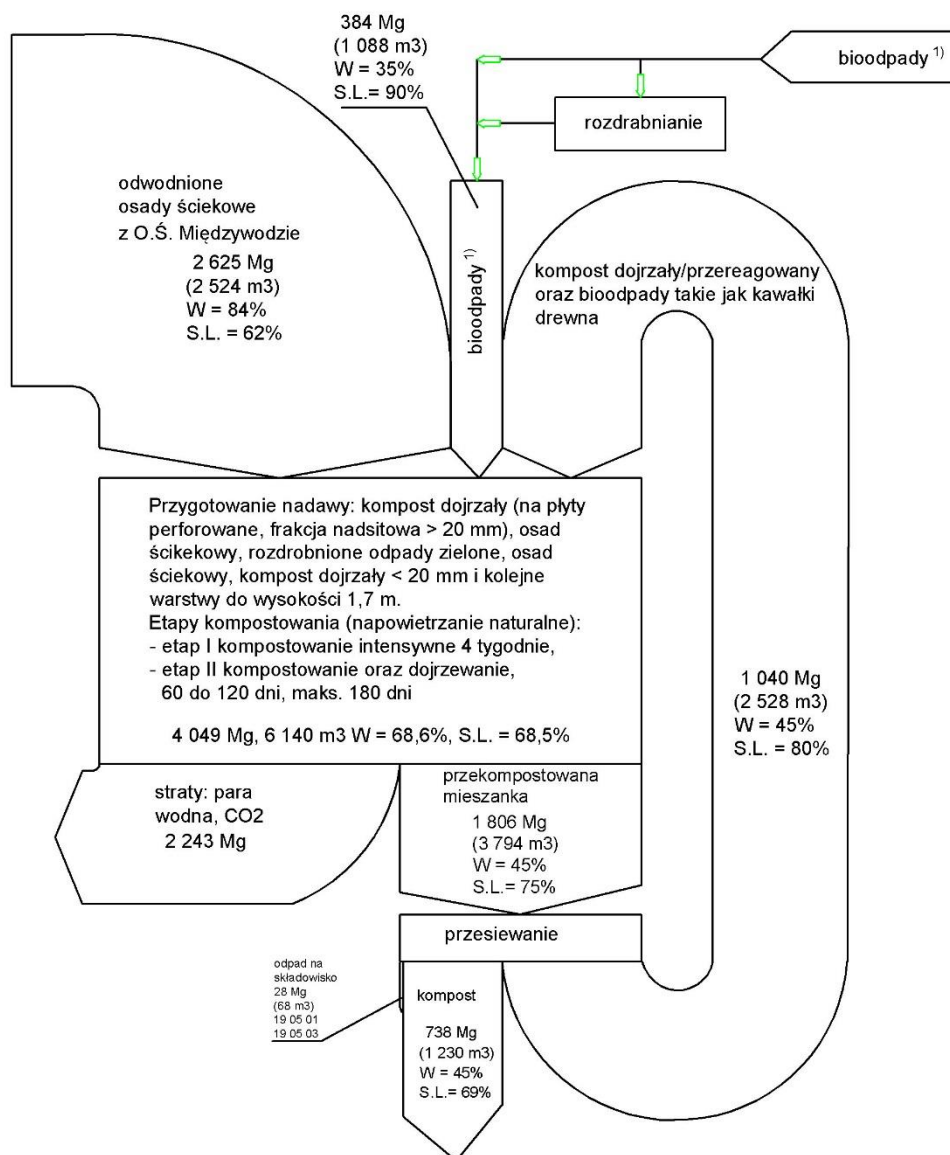 384 Mg
(1 088 m3)
W = 35%
S.L.= 90%
bioodpady 1)
rozdrabnianie
odwodnione
osady ściekowe
z O.Ś. Międzywodzie
2 625 Mg
(2 524 m3)
W = 84%
S.L. = 62%
bioodpady 1)
kompost dojrzały/przereagowany
oraz bioodpady takie jak kawałki
drewna
Przygotowanie nadawy: kompost dojrzały (na płyty
perforowane, frakcja nadsitowa > 20 mm), osad
ścikekowy, rozdrobnione odpady zielone, osad
ściekowy, kompost dojrzały < 20 mm i kolejne
warstwy do wysokości 1,7 m.
Etapy kompostowania (napowietrzanie naturalne):
- etap I kompostowanie intensywne 4 tygodnie,
- etap II kompostowanie oraz dojrzewanie,
60 do 120 dni, maks. 180 dni
4 049 Mg, 6 140 m3 W = 68,6%, S.L. = 68,5%
1 040 Mg
(2 528 m3)
W = 45%
S.L. = 80%
straty: para
wodna, CO2
2 243 Mg
przekompostowana
mieszanka
1 806 Mg
(3 794 m3)
W = 45%
S.L.= 75%
przesiewanie
odpad na
składowisko
28 Mg
(68 m3)
19 05 01
19 05 03
kompost
738 Mg
(1 230 m3)
W = 45%
S.L.= 69%